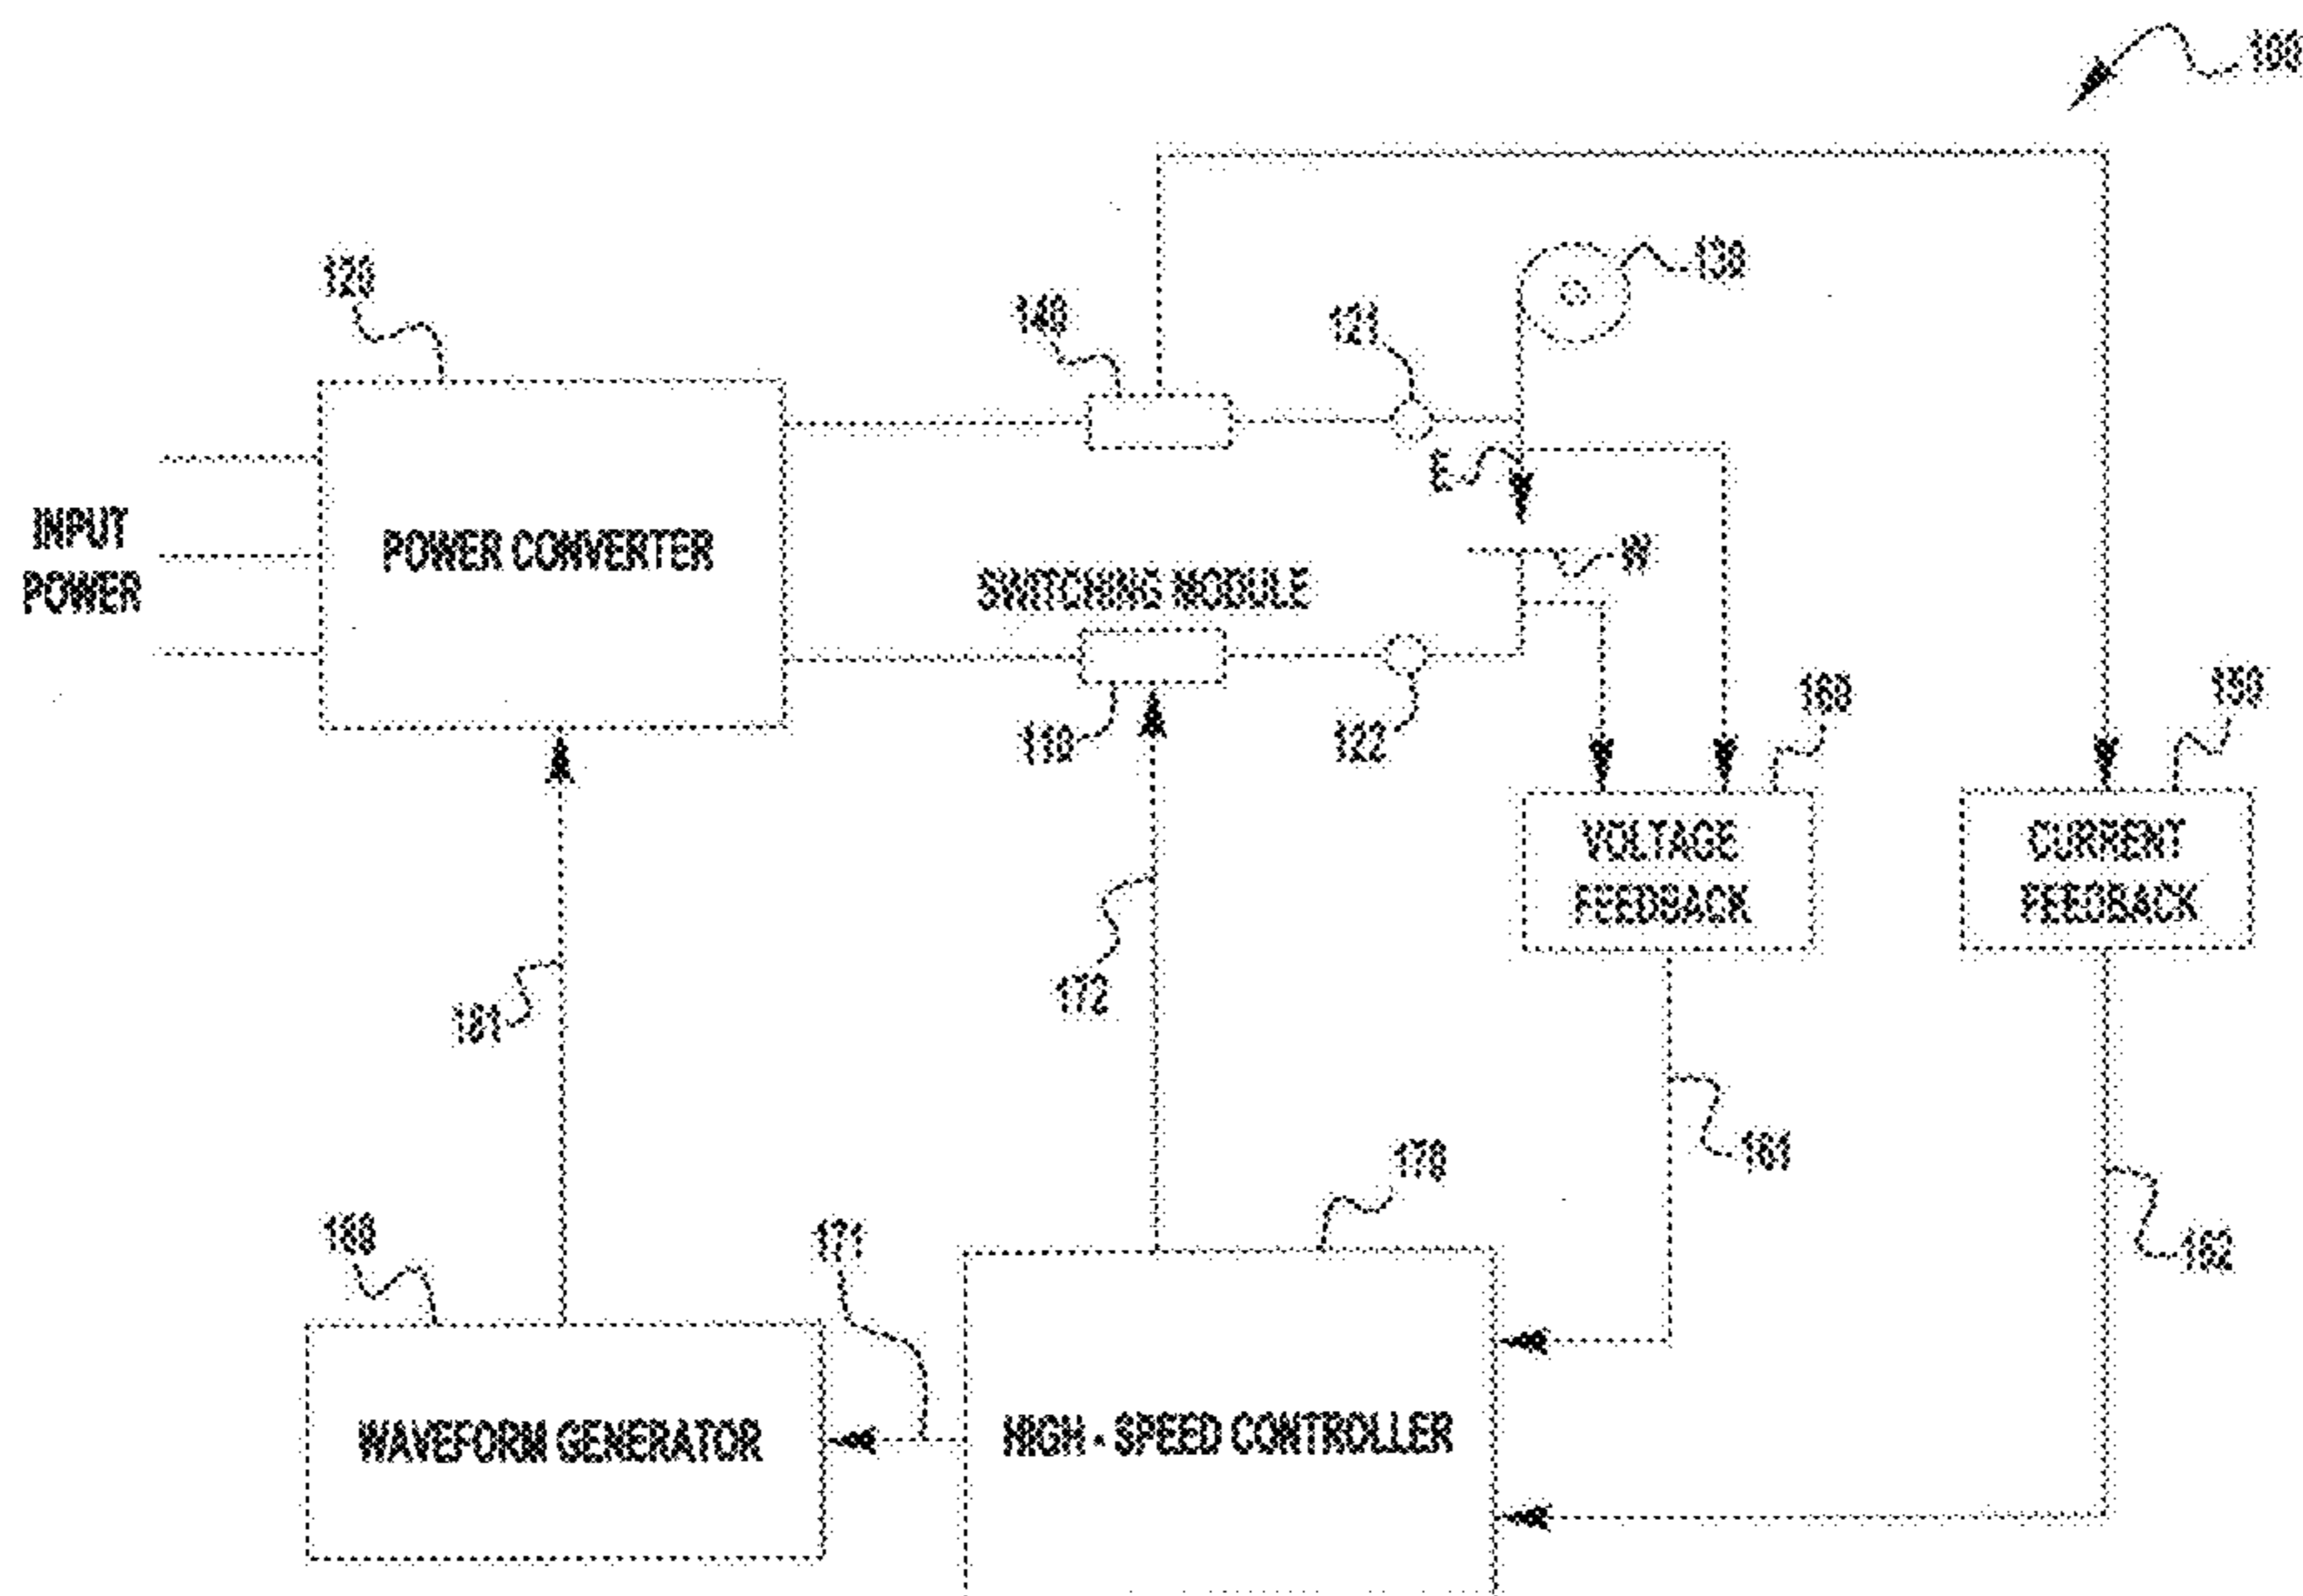 100
120
140
121
130
E
INPUT
POWER
POWER CONVERTER
W
SWITCHING MODULE
110
122
160
150
VOLTAGE
FEEDBACK
CURRENT
FEEDBACK
181
172
161
170
162
180
171
WAVEFORM GENERATOR
HIGH - SPEED CONTROLLER